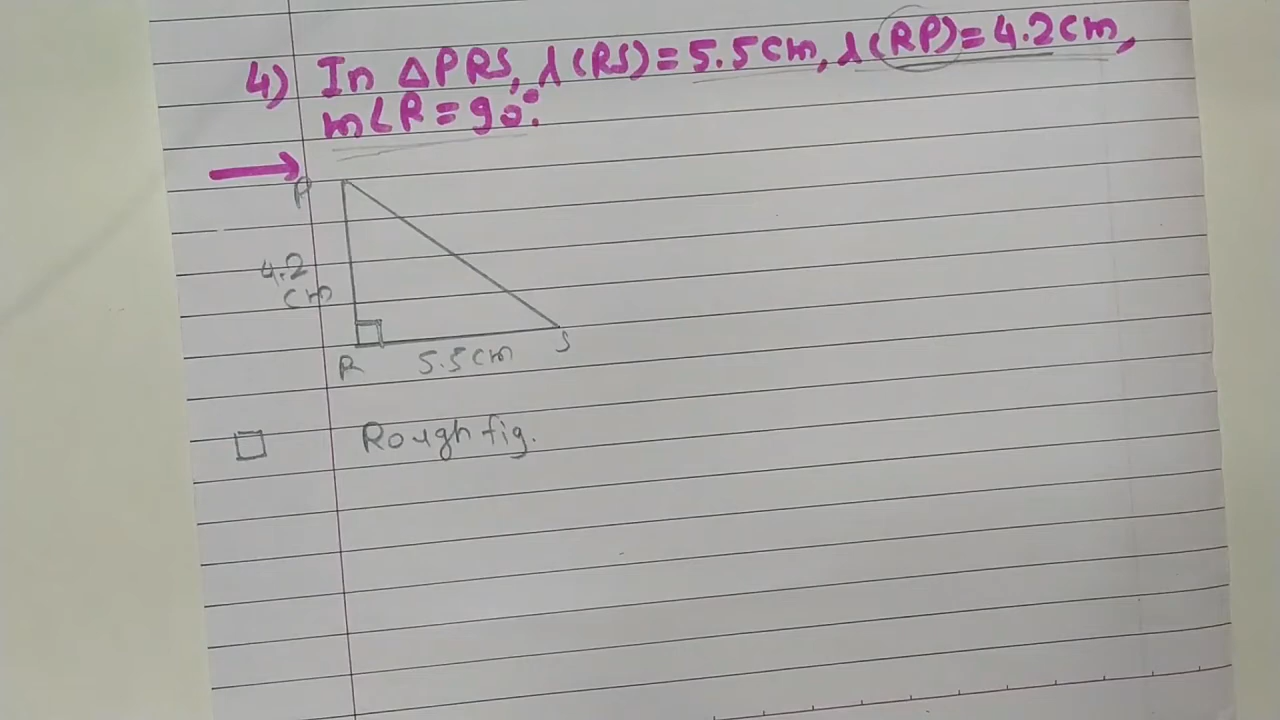 4) In △PRS, l(RS)=5.5cm, l(RP)=4.2cm,
m∠R=90°.
P
4.2
cm
R 5.5cm S
Rough fig.